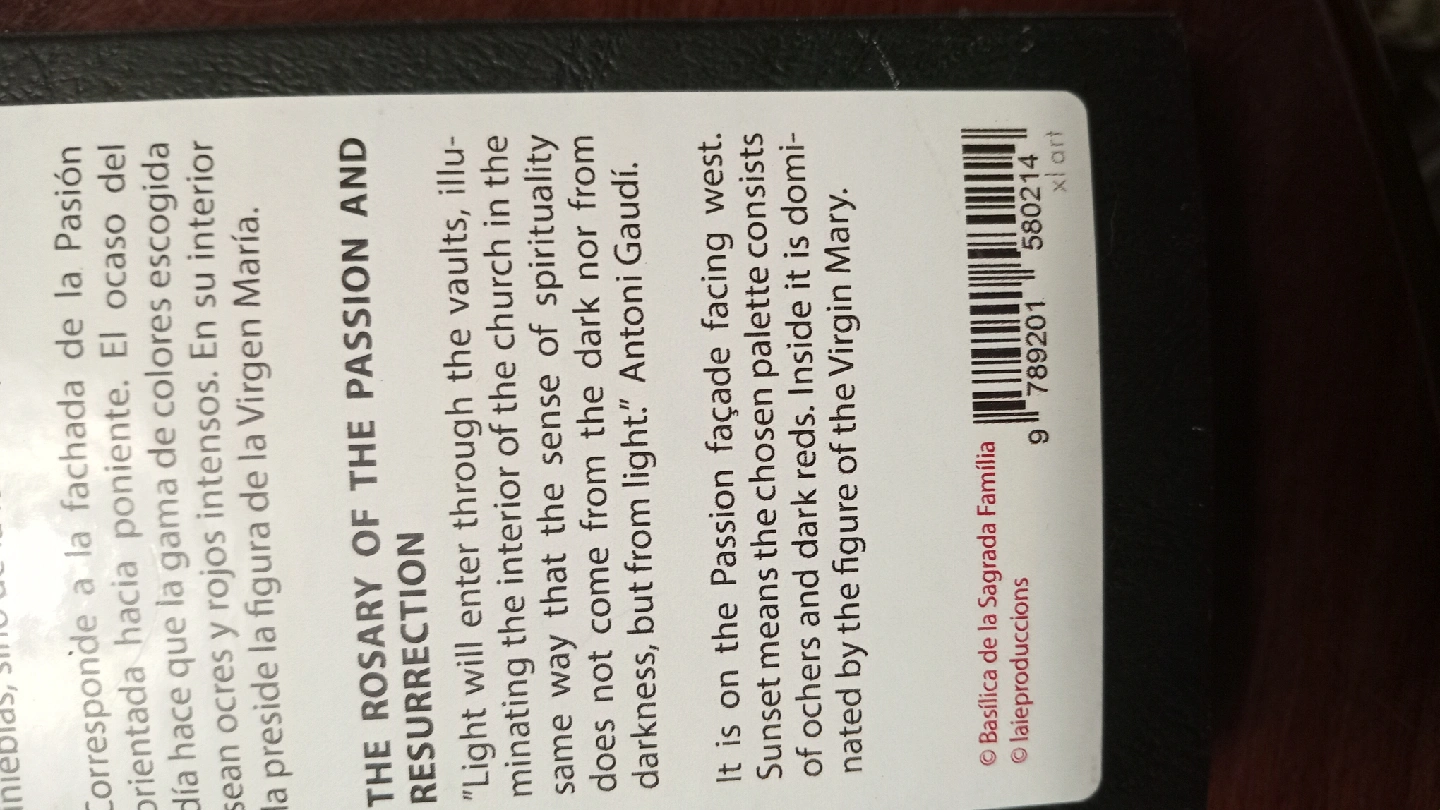 inieblas, sino de la
Corresponde a la fachada de la Pasión
orientada hacia poniente. El ocaso del
día hace que la gama de colores escogida
sean ocres y rojos intensos. En su interior
la preside la figura de la Virgen María.
THE ROSARY OF THE PASSION AND
RESURRECTION
"Light will enter through the vaults, illu-
minating the interior of the church in the
same way that the sense of spirituality
does not come from the dark nor from
darkness, but from light." Antoni Gaudí.
It is on the Passion façade facing west.
Sunset means the chosen palette consists
of ochers and dark reds. Inside it is domi-
nated by the figure of the Virgin Mary.
© Basílica de la Sagrada Família
© laieproduccions
9 789201 580214
xl art